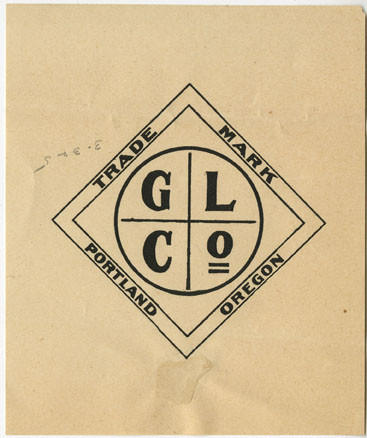 TRADE MARK
G L
C o
PORTLAND OREGON